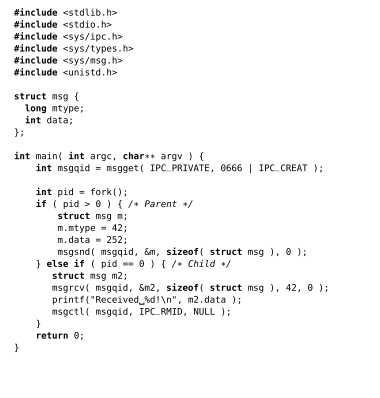 #include <stdlib.h>
#include <stdio.h>
#include <sys/ipc.h>
#include <sys/types.h>
#include <sys/msg.h>
#include <unistd.h>

struct msg {
  long mtype;
  int data;
};

int main( int argc, char** argv ) {
    int msgqid = msgget( IPC_PRIVATE, 0666 | IPC_CREAT );

    int pid = fork();
    if ( pid > 0 ) { /* Parent */
        struct msg m;
        m.mtype = 42;
        m.data = 252;
        msgsnd( msgqid, &m, sizeof( struct msg ), 0 );
    } else if ( pid == 0 ) { /* Child */
       struct msg m2;
       msgrcv( msgqid, &m2, sizeof( struct msg ), 42, 0 );
       printf("Received␣%d!\n", m2.data );
       msgctl( msgqid, IPC_RMID, NULL );
    }
    return 0;
}